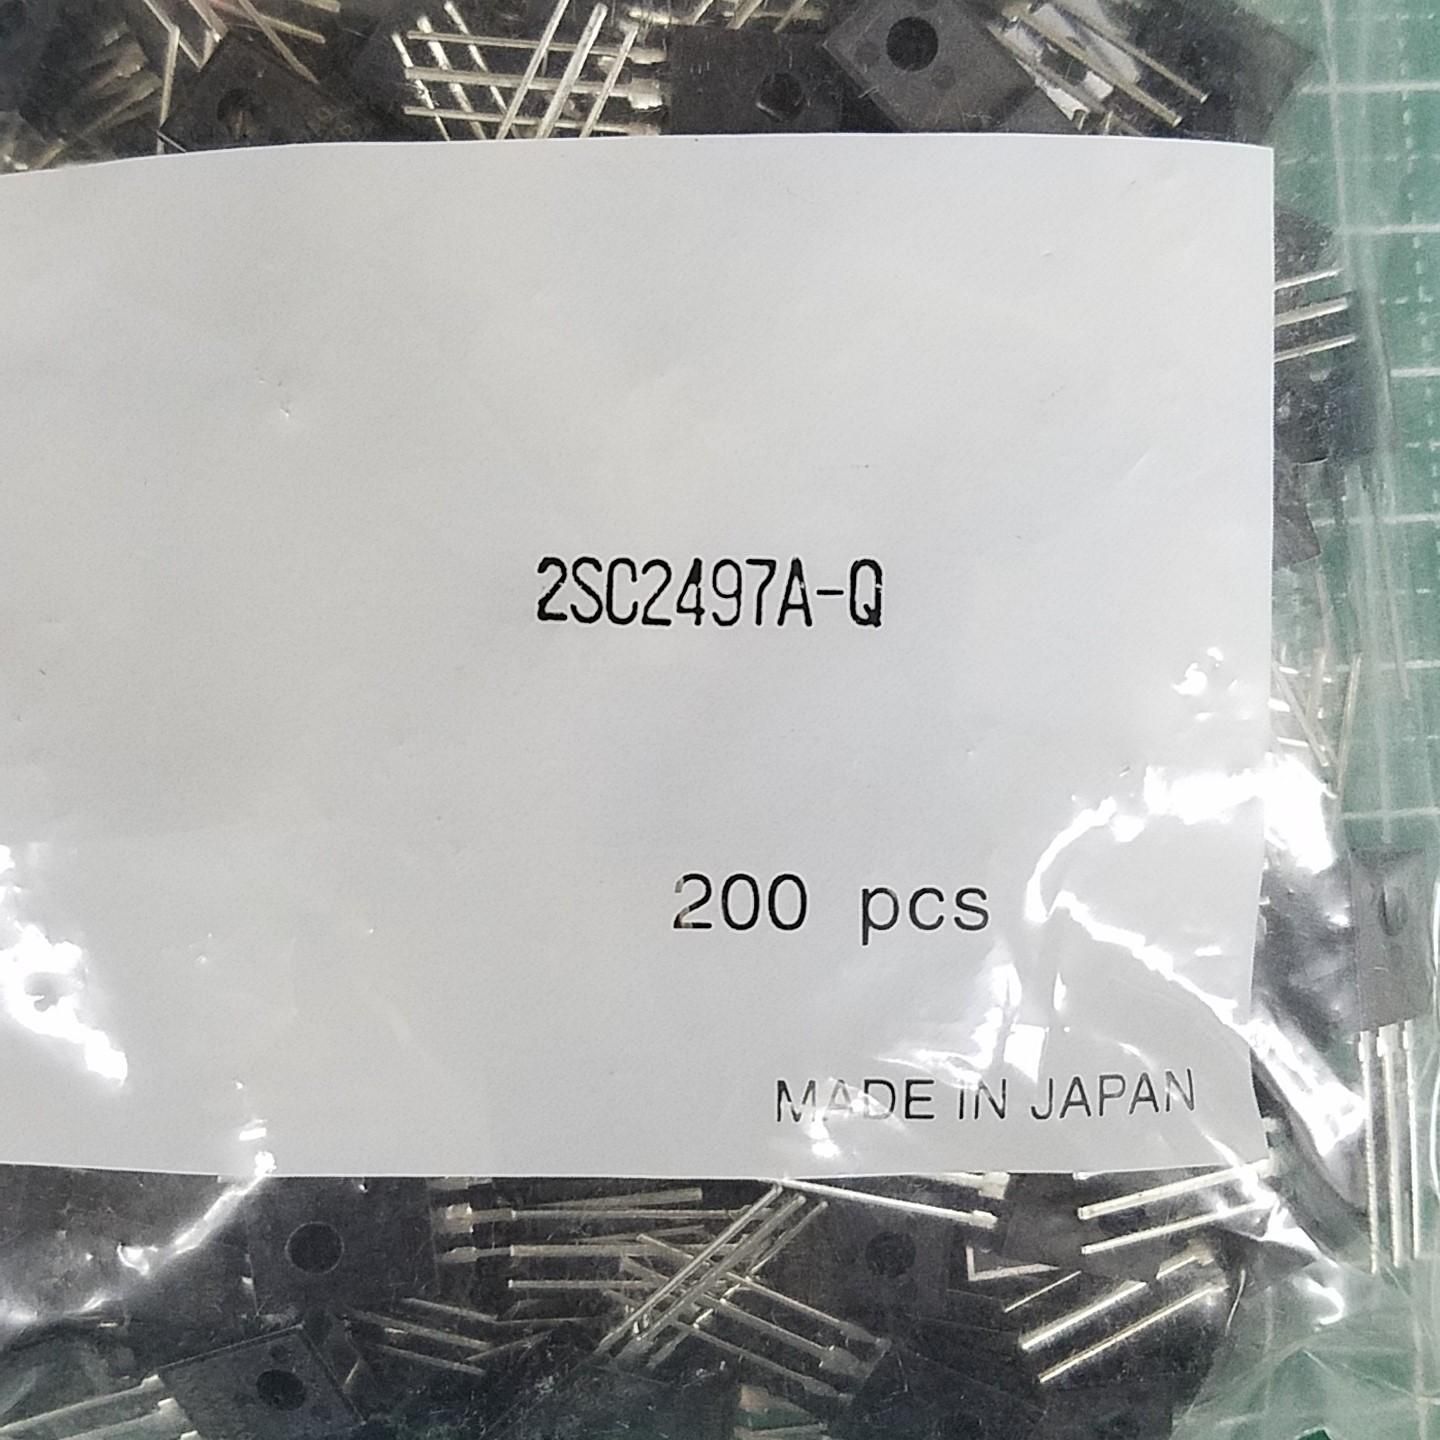 2SC2497A-Q
200 pcs
MADE IN JAPAN